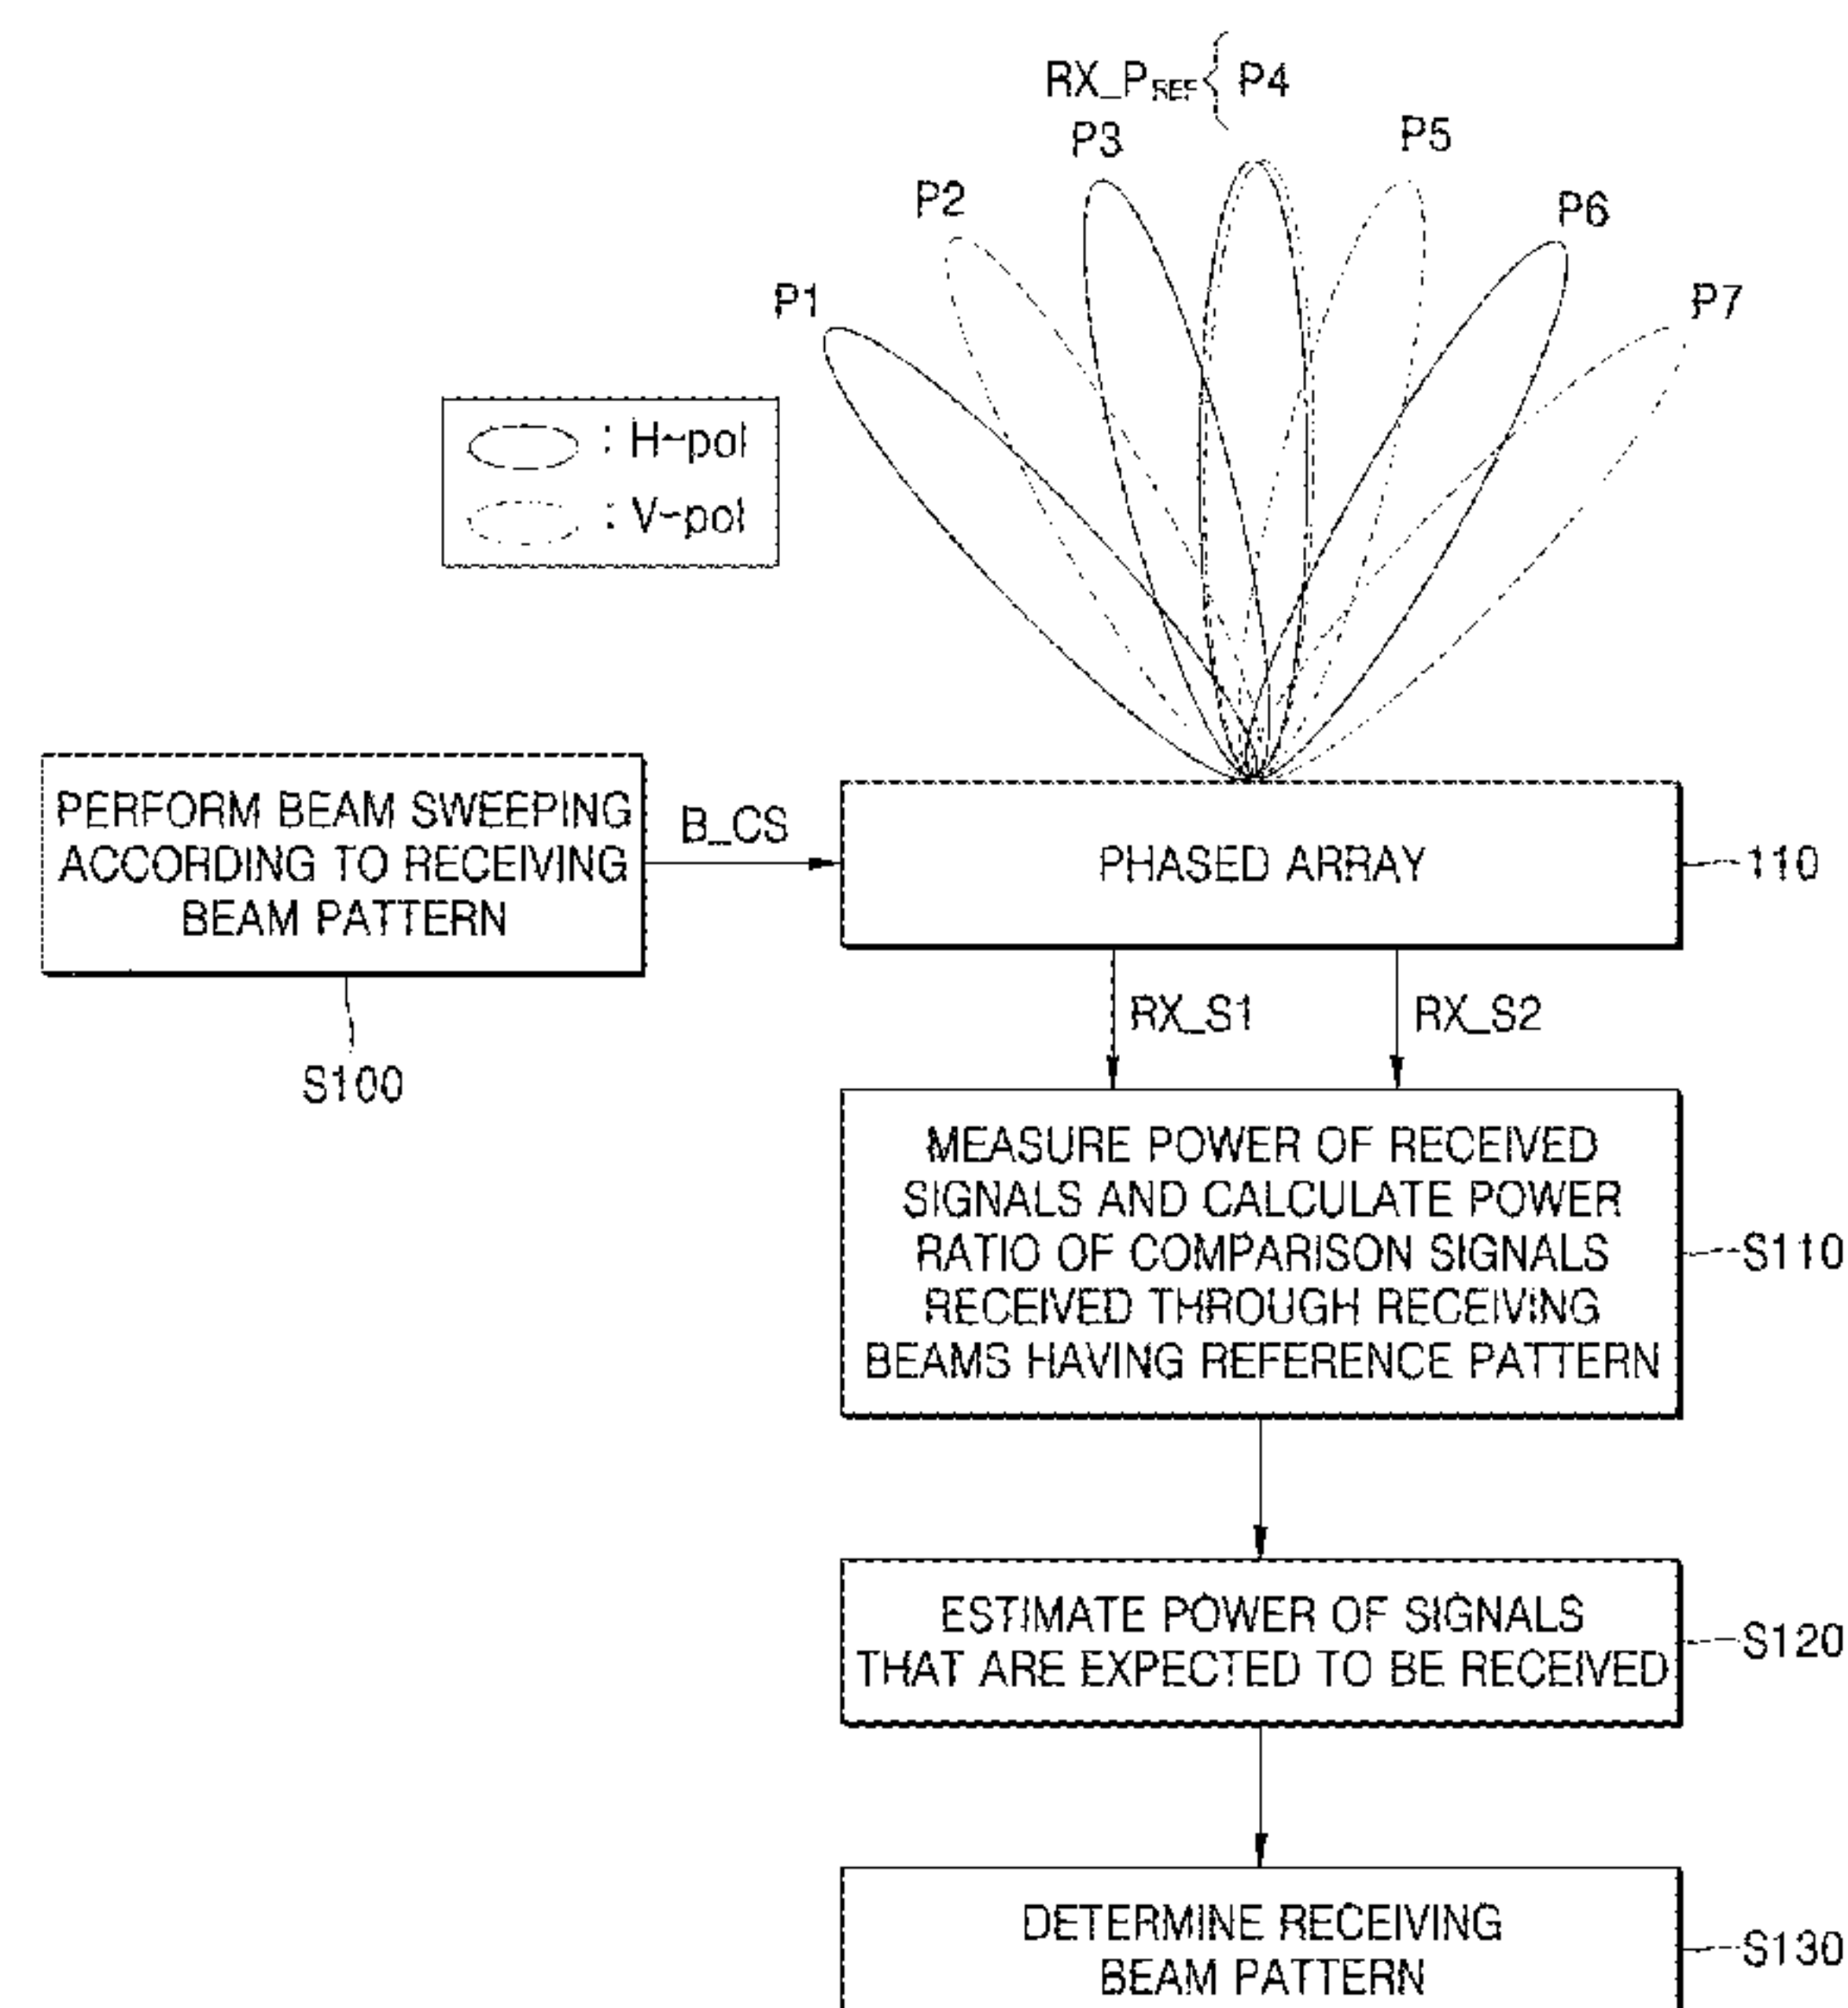 RX_PREF { P4
P3
P5
P2
P6
P1
P7
: H-pol
: V-pol
PERFORM BEAM SWEEPING
ACCORDING TO RECEIVING
BEAM PATTERN
B_CS
PHASED ARRAY
110
RX_S1
RX_S2
S100
MEASURE POWER OF RECEIVED
SIGNALS AND CALCULATE POWER
RATIO OF COMPARISON SIGNALS
RECEIVED THROUGH RECEIVING
BEAMS HAVING REFERENCE PATTERN
S110
ESTIMATE POWER OF SIGNALS
THAT ARE EXPECTED TO BE RECEIVED
S120
DETERMINE RECEIVING
BEAM PATTERN
S130